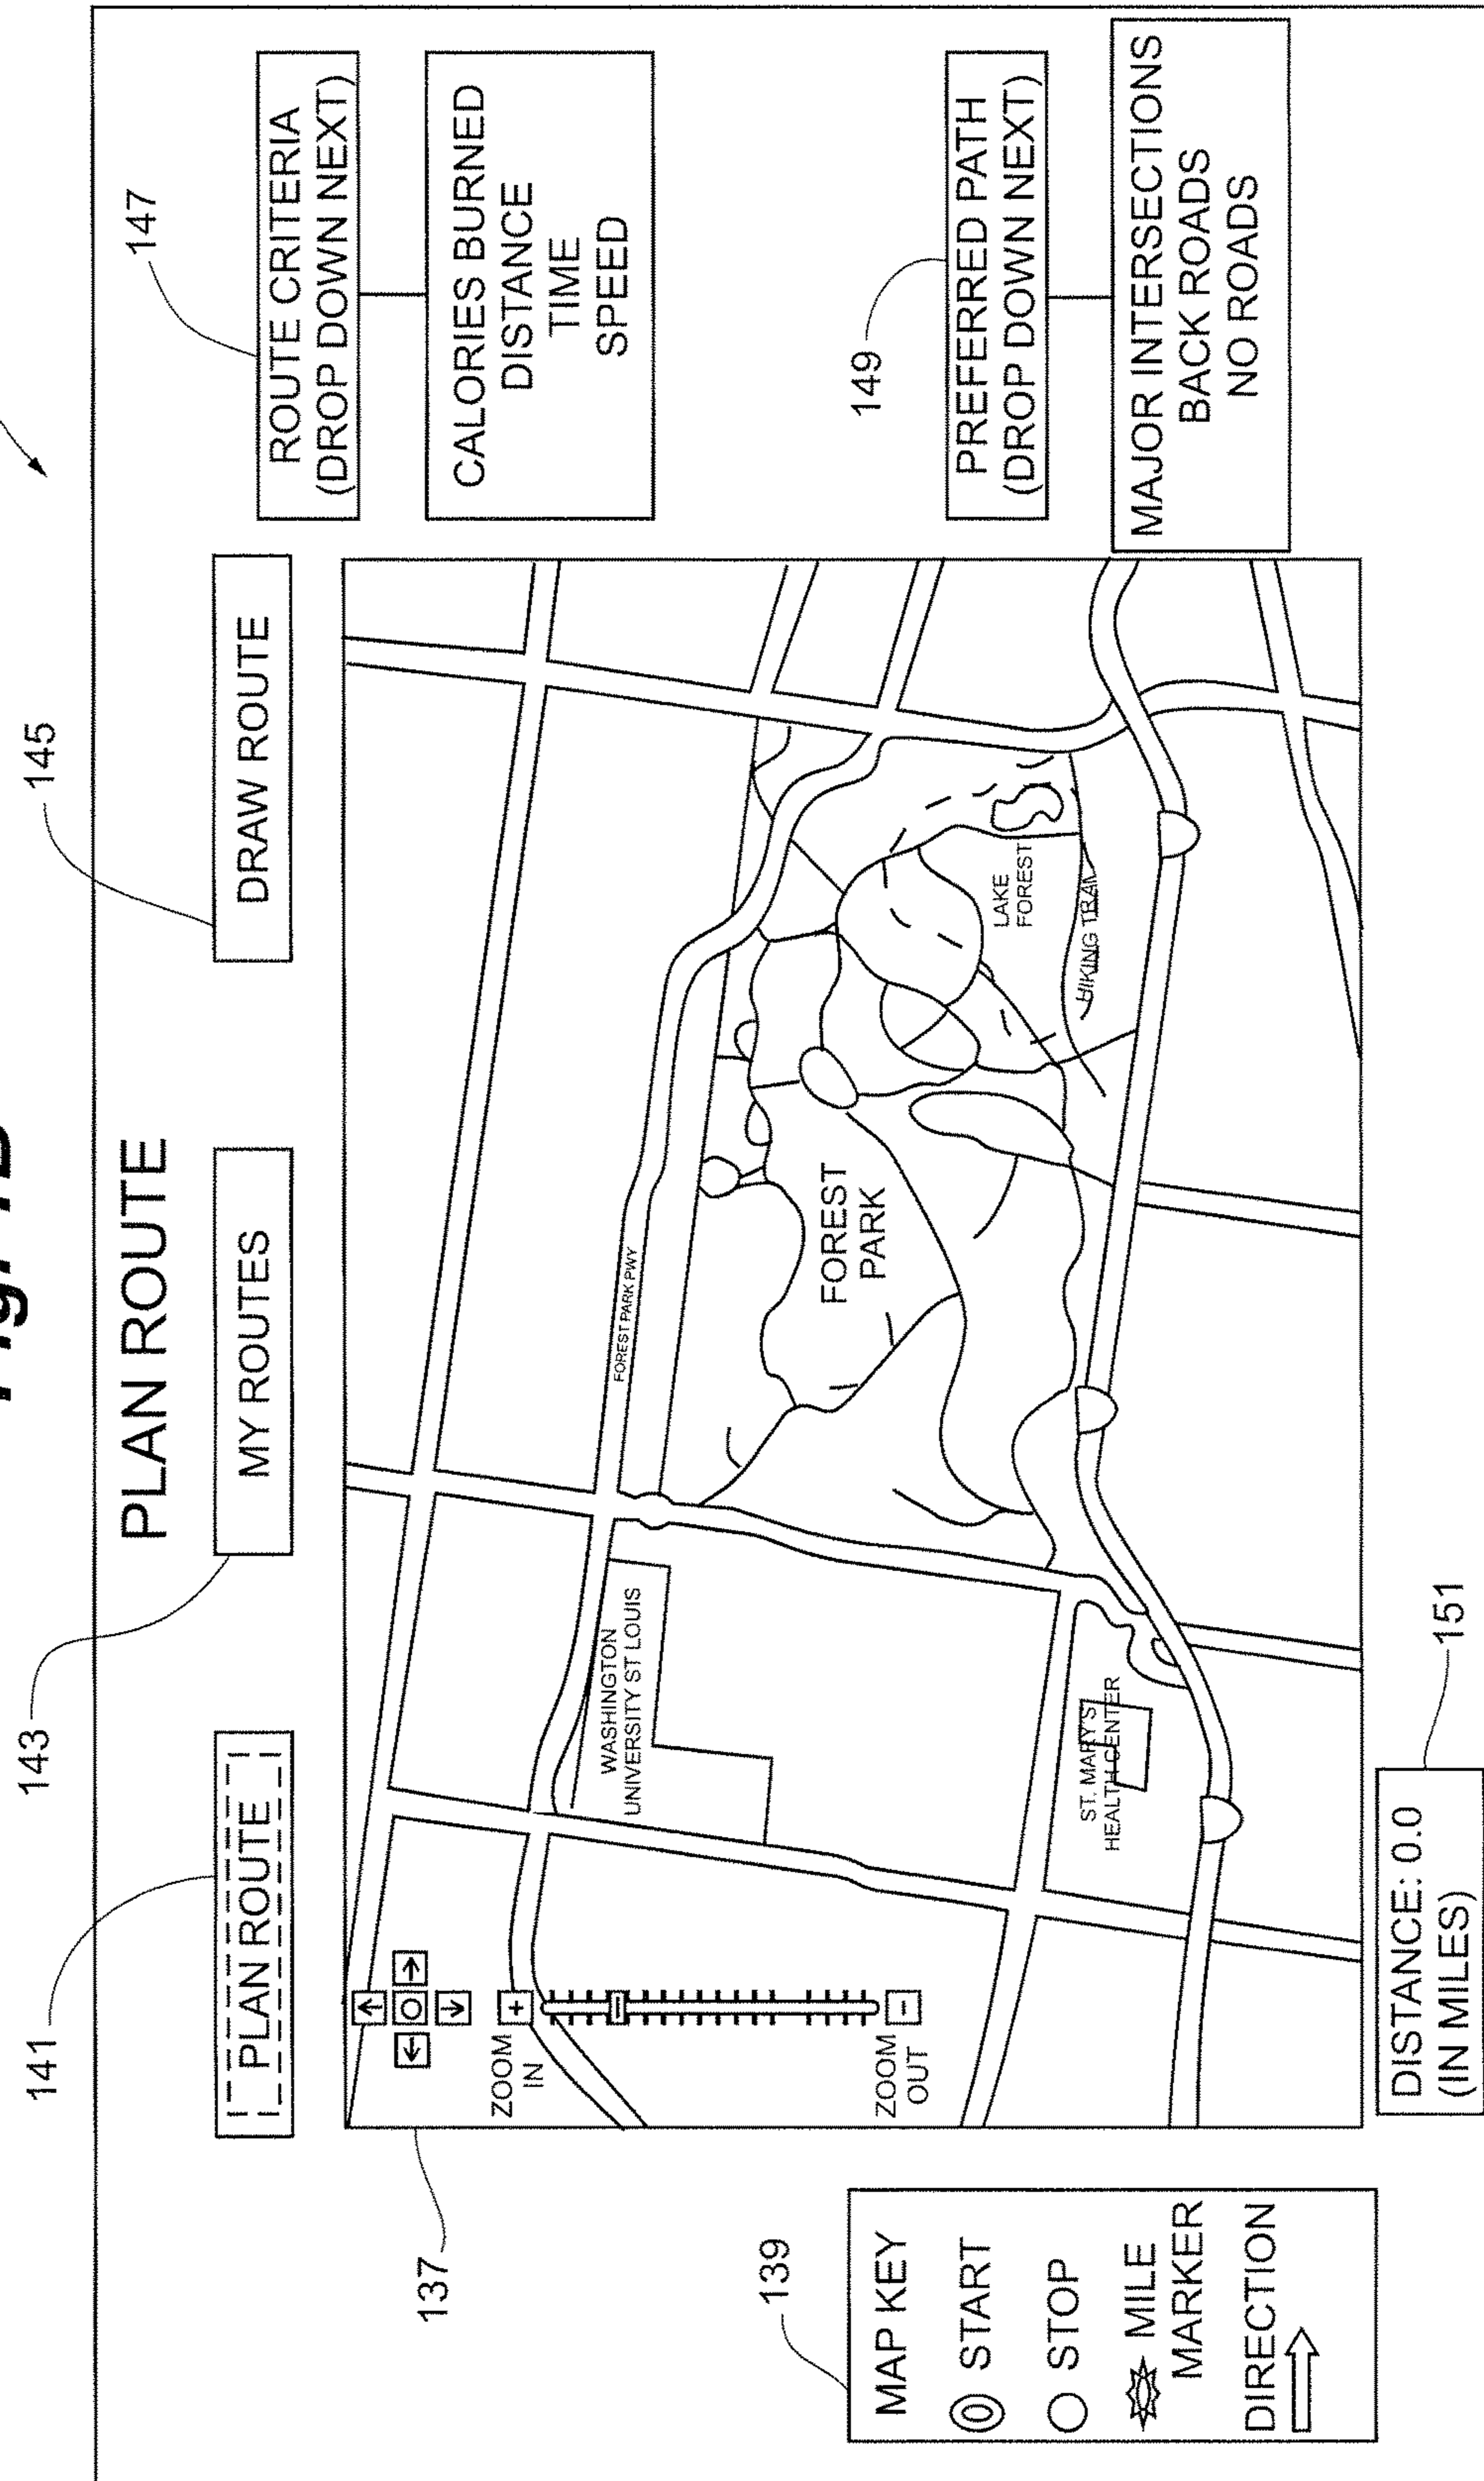 PLAN ROUTE
141
143
145
147
PLAN ROUTE
MY ROUTES
DRAW ROUTE
ROUTE CRITERIA
(DROP DOWN NEXT)
CALORIES BURNED
DISTANCE
TIME
SPEED
149
PREFERRED PATH
(DROP DOWN NEXT)
MAJOR INTERSECTIONS
BACK ROADS
NO ROADS
137
ZOOM
IN
+
ZOOM
OUT
-
FOREST PARK PWY
WASHINGTON
UNIVERSITY ST LOUIS
FOREST
PARK
LAKE
FOREST
HIKING
ST. MARY'S
HEALTH CENTER
139
MAP KEY
START
STOP
MILE
MARKER
DIRECTION
DISTANCE: 0.0
(IN MILES)
151